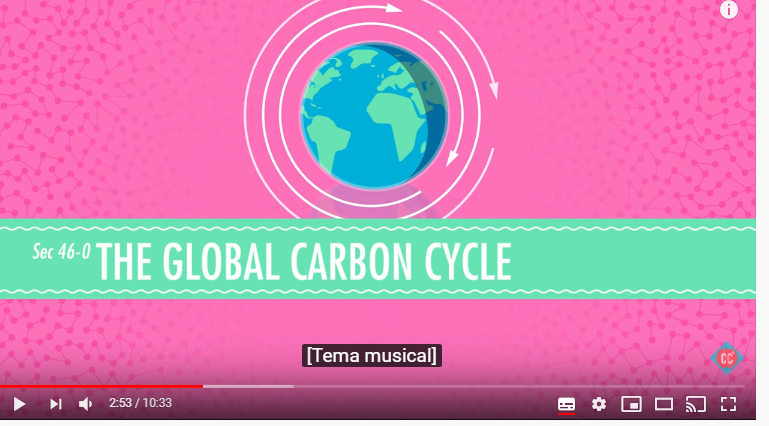 i
Sec 46-0 THE GLOBAL CARBON CYCLE
[Tema musical]
CC
2:53 / 10:33